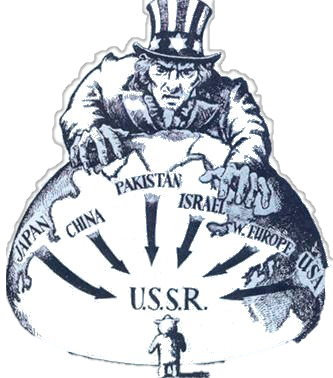 JAPAN
CHINA
PAKISTAN
ISRAEL
W. EUROPE
USA
U.S.S.R.